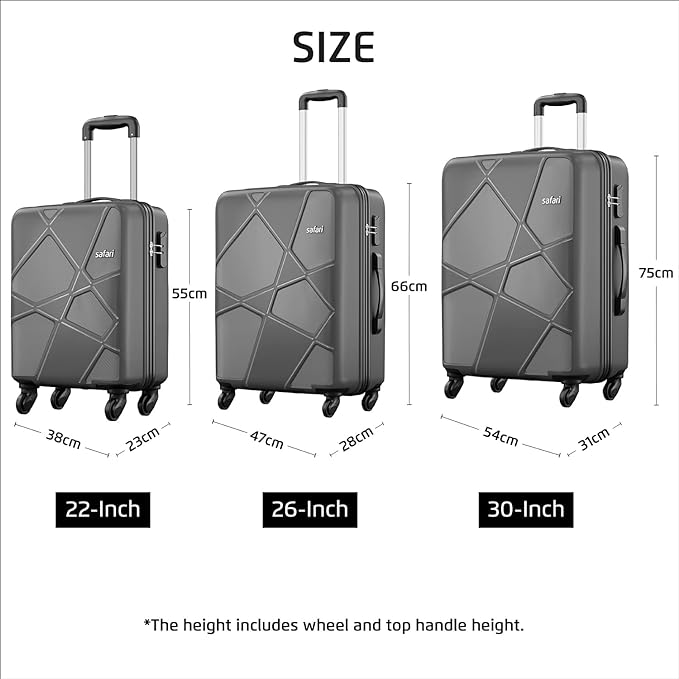 SIZE
safari
safari
safari
55cm
66cm
75cm
38cm
23cm
47cm
28cm
54cm
31cm
22-Inch
26-Inch
30-Inch
*The height includes wheel and top handle height.